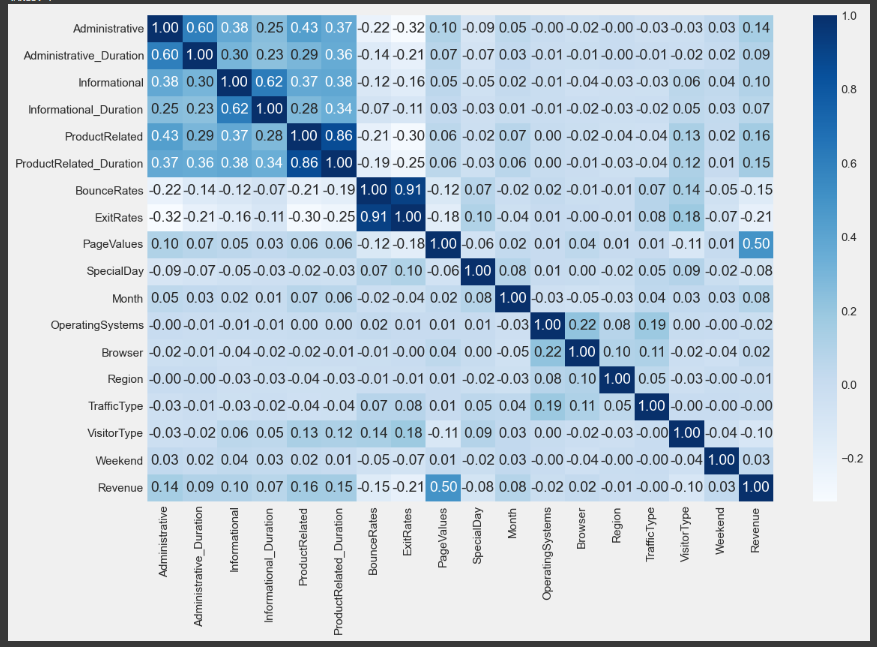 1.0
Administrative 1.00 0.60 0.38 0.25 0.43 0.37 -0.22 -0.32 0.10 -0.09 0.05 -0.00 -0.02 -0.00 -0.03 -0.03 0.03 0.14
Administrative_Duration 0.60 1.00 0.30 0.23 0.29 0.36 -0.14 -0.21 0.07 -0.07 0.03 -0.01 -0.01 -0.00 -0.01 -0.02 0.02 0.09
Informational 0.38 0.30 1.00 0.62 0.37 0.38 -0.12 -0.16 0.05 -0.05 0.02 -0.01 -0.04 -0.03 -0.03 0.06 0.04 0.10
0.8
Informational_Duration 0.25 0.23 0.62 1.00 0.28 0.34 -0.07 -0.11 0.03 -0.03 0.01 -0.01 -0.02 -0.03 -0.02 0.05 0.03 0.07
ProductRelated 0.43 0.29 0.37 0.28 1.00 0.86 -0.21 -0.30 0.06 -0.02 0.07 0.00 -0.02 -0.04 -0.04 0.13 0.02 0.16
ProductRelated_Duration 0.37 0.36 0.38 0.34 0.86 1.00 -0.19 -0.25 0.06 -0.03 0.06 0.00 -0.01 -0.03 -0.04 0.12 0.01 0.15
0.6
BounceRates -0.22 -0.14 -0.12 -0.07 -0.21 -0.19 1.00 0.91 -0.12 0.07 -0.02 0.02 -0.01 -0.01 0.07 0.14 -0.05 -0.15
ExitRates -0.32 -0.21 -0.16 -0.11 -0.30 -0.25 0.91 1.00 -0.18 0.10 -0.04 0.01 -0.00 -0.01 0.08 0.18 -0.07 -0.21
0.4
PageValues 0.10 0.07 0.05 0.03 0.06 0.06 -0.12 -0.18 1.00 -0.06 0.02 0.01 0.04 0.01 0.01 -0.11 0.01 0.50
SpecialDay -0.09 -0.07 -0.05 -0.03 -0.02 -0.03 0.07 0.10 -0.06 1.00 0.08 0.01 0.00 -0.02 0.05 0.09 -0.02 -0.08
Month 0.05 0.03 0.02 0.01 0.07 0.06 -0.02 -0.04 0.02 0.08 1.00 -0.03 -0.05 -0.03 0.04 0.03 0.03 0.08
0.2
OperatingSystems -0.00 -0.01 -0.01 -0.01 0.00 0.00 0.02 0.01 0.01 0.01 -0.03 1.00 0.22 0.08 0.19 0.00 -0.00 -0.02
Browser -0.02 -0.01 -0.04 -0.02 -0.02 -0.01 -0.01 -0.00 0.04 0.00 -0.05 0.22 1.00 0.10 0.11 -0.02 -0.04 0.02
Region -0.00 -0.00 -0.03 -0.03 -0.04 -0.03 -0.01 -0.01 0.01 -0.02 -0.03 0.08 0.10 1.00 0.05 -0.03 -0.00 -0.01
0.0
TrafficType -0.03 -0.01 -0.03 -0.02 -0.04 -0.04 0.07 0.08 0.01 0.05 0.04 0.19 0.11 0.05 1.00 -0.00 -0.00 -0.00
VisitorType -0.03 -0.02 0.06 0.05 0.13 0.12 0.14 0.18 -0.11 0.09 0.03 0.00 -0.02 -0.03 -0.00 1.00 -0.04 -0.10
Weekend 0.03 0.02 0.04 0.03 0.02 0.01 -0.05 -0.07 0.01 -0.02 0.03 -0.00 -0.04 -0.00 -0.00 -0.04 1.00 0.03
-0.2
Revenue 0.14 0.09 0.10 0.07 0.16 0.15 -0.15 -0.21 0.50 -0.08 0.08 -0.02 0.02 -0.01 -0.00 -0.10 0.03 1.00
Administrative
Administrative_Duration
Informational
Informational_Duration
ProductRelated
ProductRelated_Duration
BounceRates
ExitRates
PageValues
SpecialDay
Month
OperatingSystems
Browser
Region
TrafficType
VisitorType
Weekend
Revenue